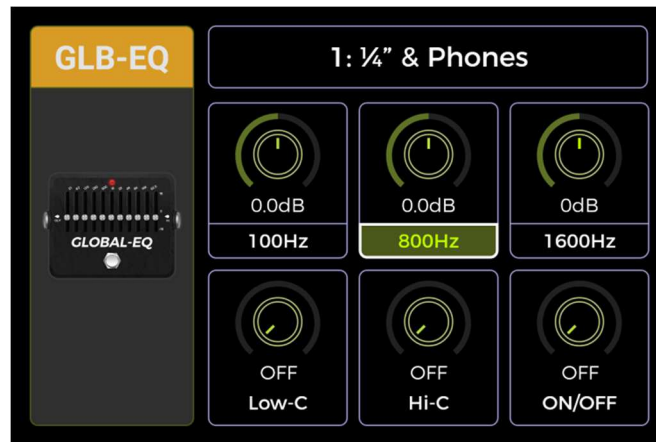 GLB-EQ
1: ¼” & Phones
0.0dB
0.0dB
0dB
100Hz
800Hz
1600Hz
GLOBAL-EQ
OFF
OFF
OFF
Low-C
Hi-C
ON/OFF